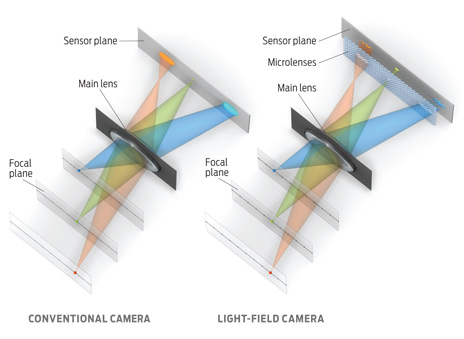 Sensor plane
Main lens
Focal
plane
CONVENTIONAL CAMERA
Sensor plane
Microlenses
Main lens
Focal
plane
LIGHT-FIELD CAMERA